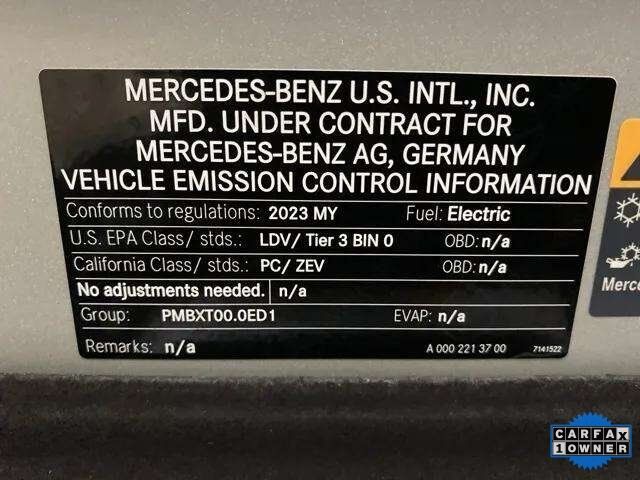 MERCEDES-BENZ U.S. INTL., INC.
MFD. UNDER CONTRACT FOR
MERCEDES-BENZ AG, GERMANY
VEHICLE EMISSION CONTROL INFORMATION
Conforms to regulations: 2023 MY Fuel: Electric
U.S. EPA Class/ stds.: LDV/ Tier 3 BIN 0 OBD: n/a
California Class/ stds.: PC/ ZEV OBD: n/a
No adjustments needed. n/a
Group: PMBXT00.0ED1 EVAP: n/a
Remarks: n/a A 000 221 37 00 7141522
Merce
CARFAX
1 OWNER